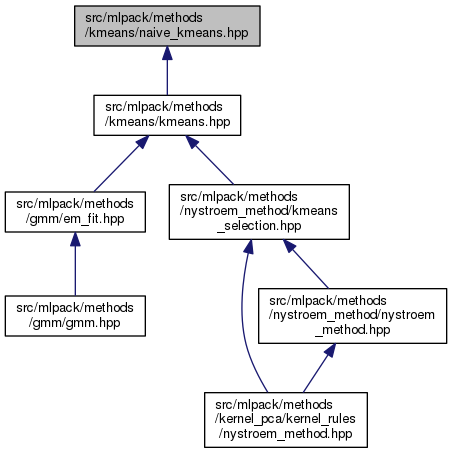 src/mlpack/methods
/kmeans/naive_kmeans.hpp
src/mlpack/methods
/kmeans/kmeans.hpp
src/mlpack/methods
/gmm/em_fit.hpp
src/mlpack/methods
/nystroem_method/kmeans
_selection.hpp
src/mlpack/methods
/gmm/gmm.hpp
src/mlpack/methods
/nystroem_method/nystroem
_method.hpp
src/mlpack/methods
/kernel_pca/kernel_rules
/nystroem_method.hpp